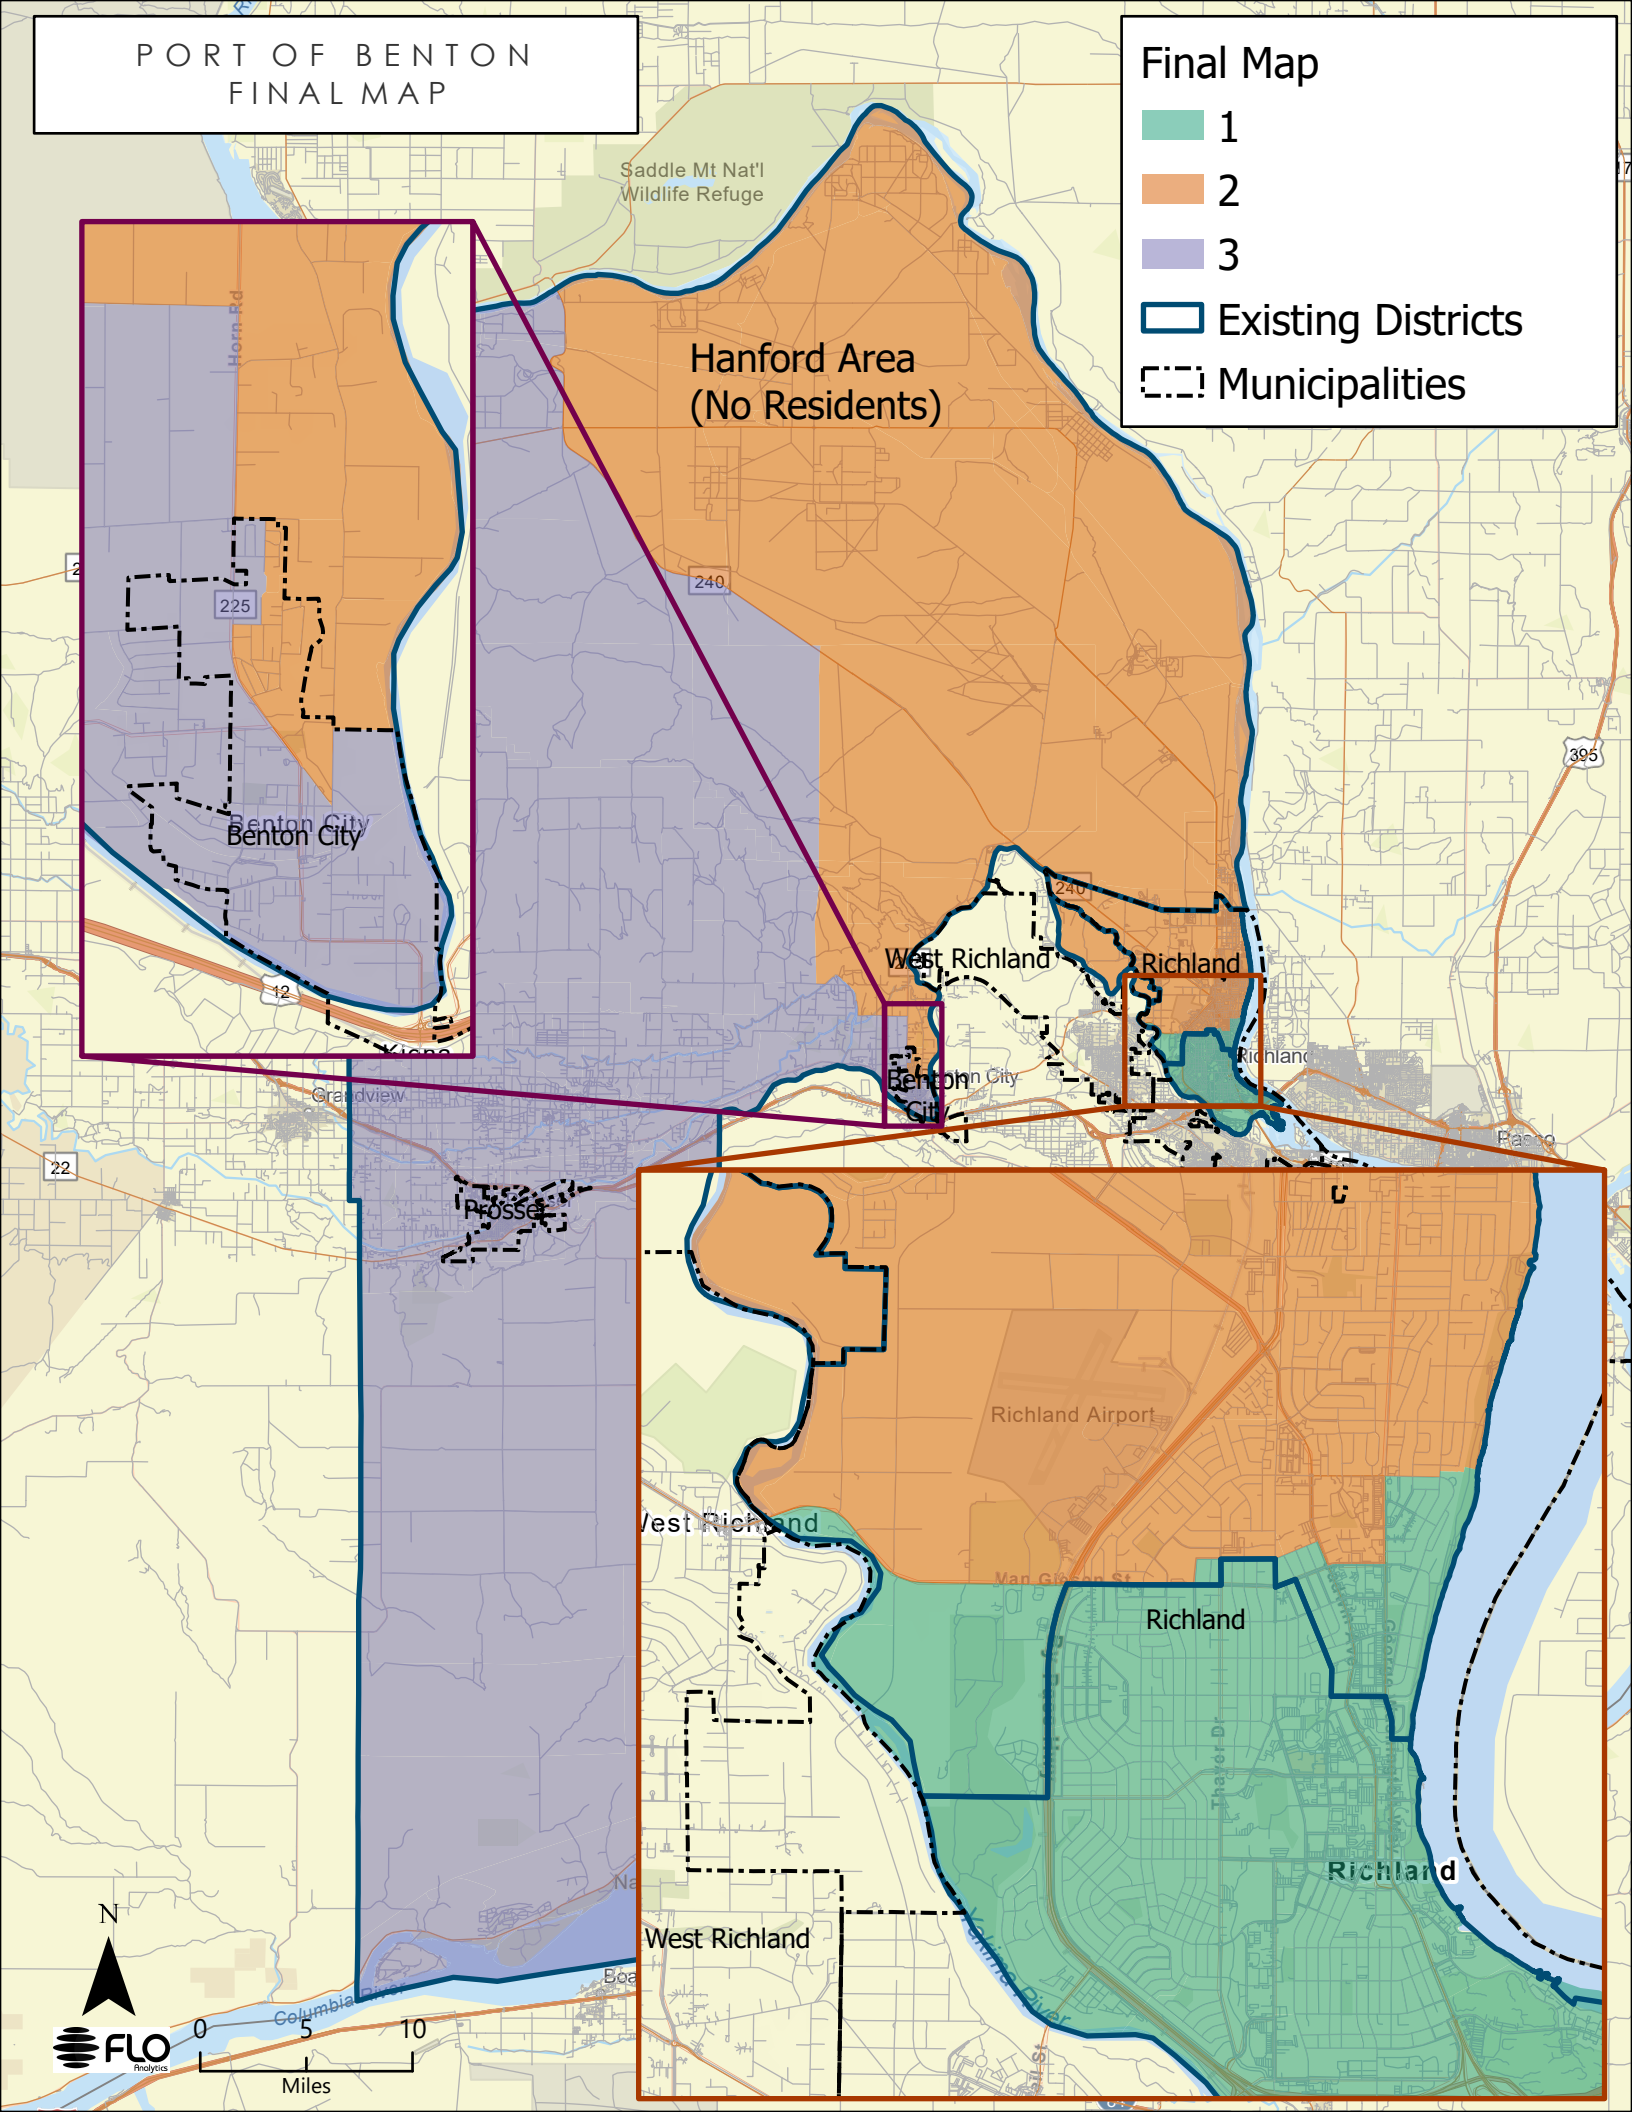 PORT OF BENTON
FINAL MAP
Final Map
1
2
3
Existing Districts
Municipalities
Saddle Mt Nat'l
Wildlife Refuge
Hanford Area
(No Residents)
240
395
Horn Rd
225
Benton City
Benton City
12
240
West Richland
Richland
Richland
Benton
City
Grandview
Pasco
22
Prosser
Richland Airport
West Richland
Richland
Thayer Dr
Richland
West Richland
Yakima River
N
Columbia River
0 5 10
Miles
FLO
Analytics